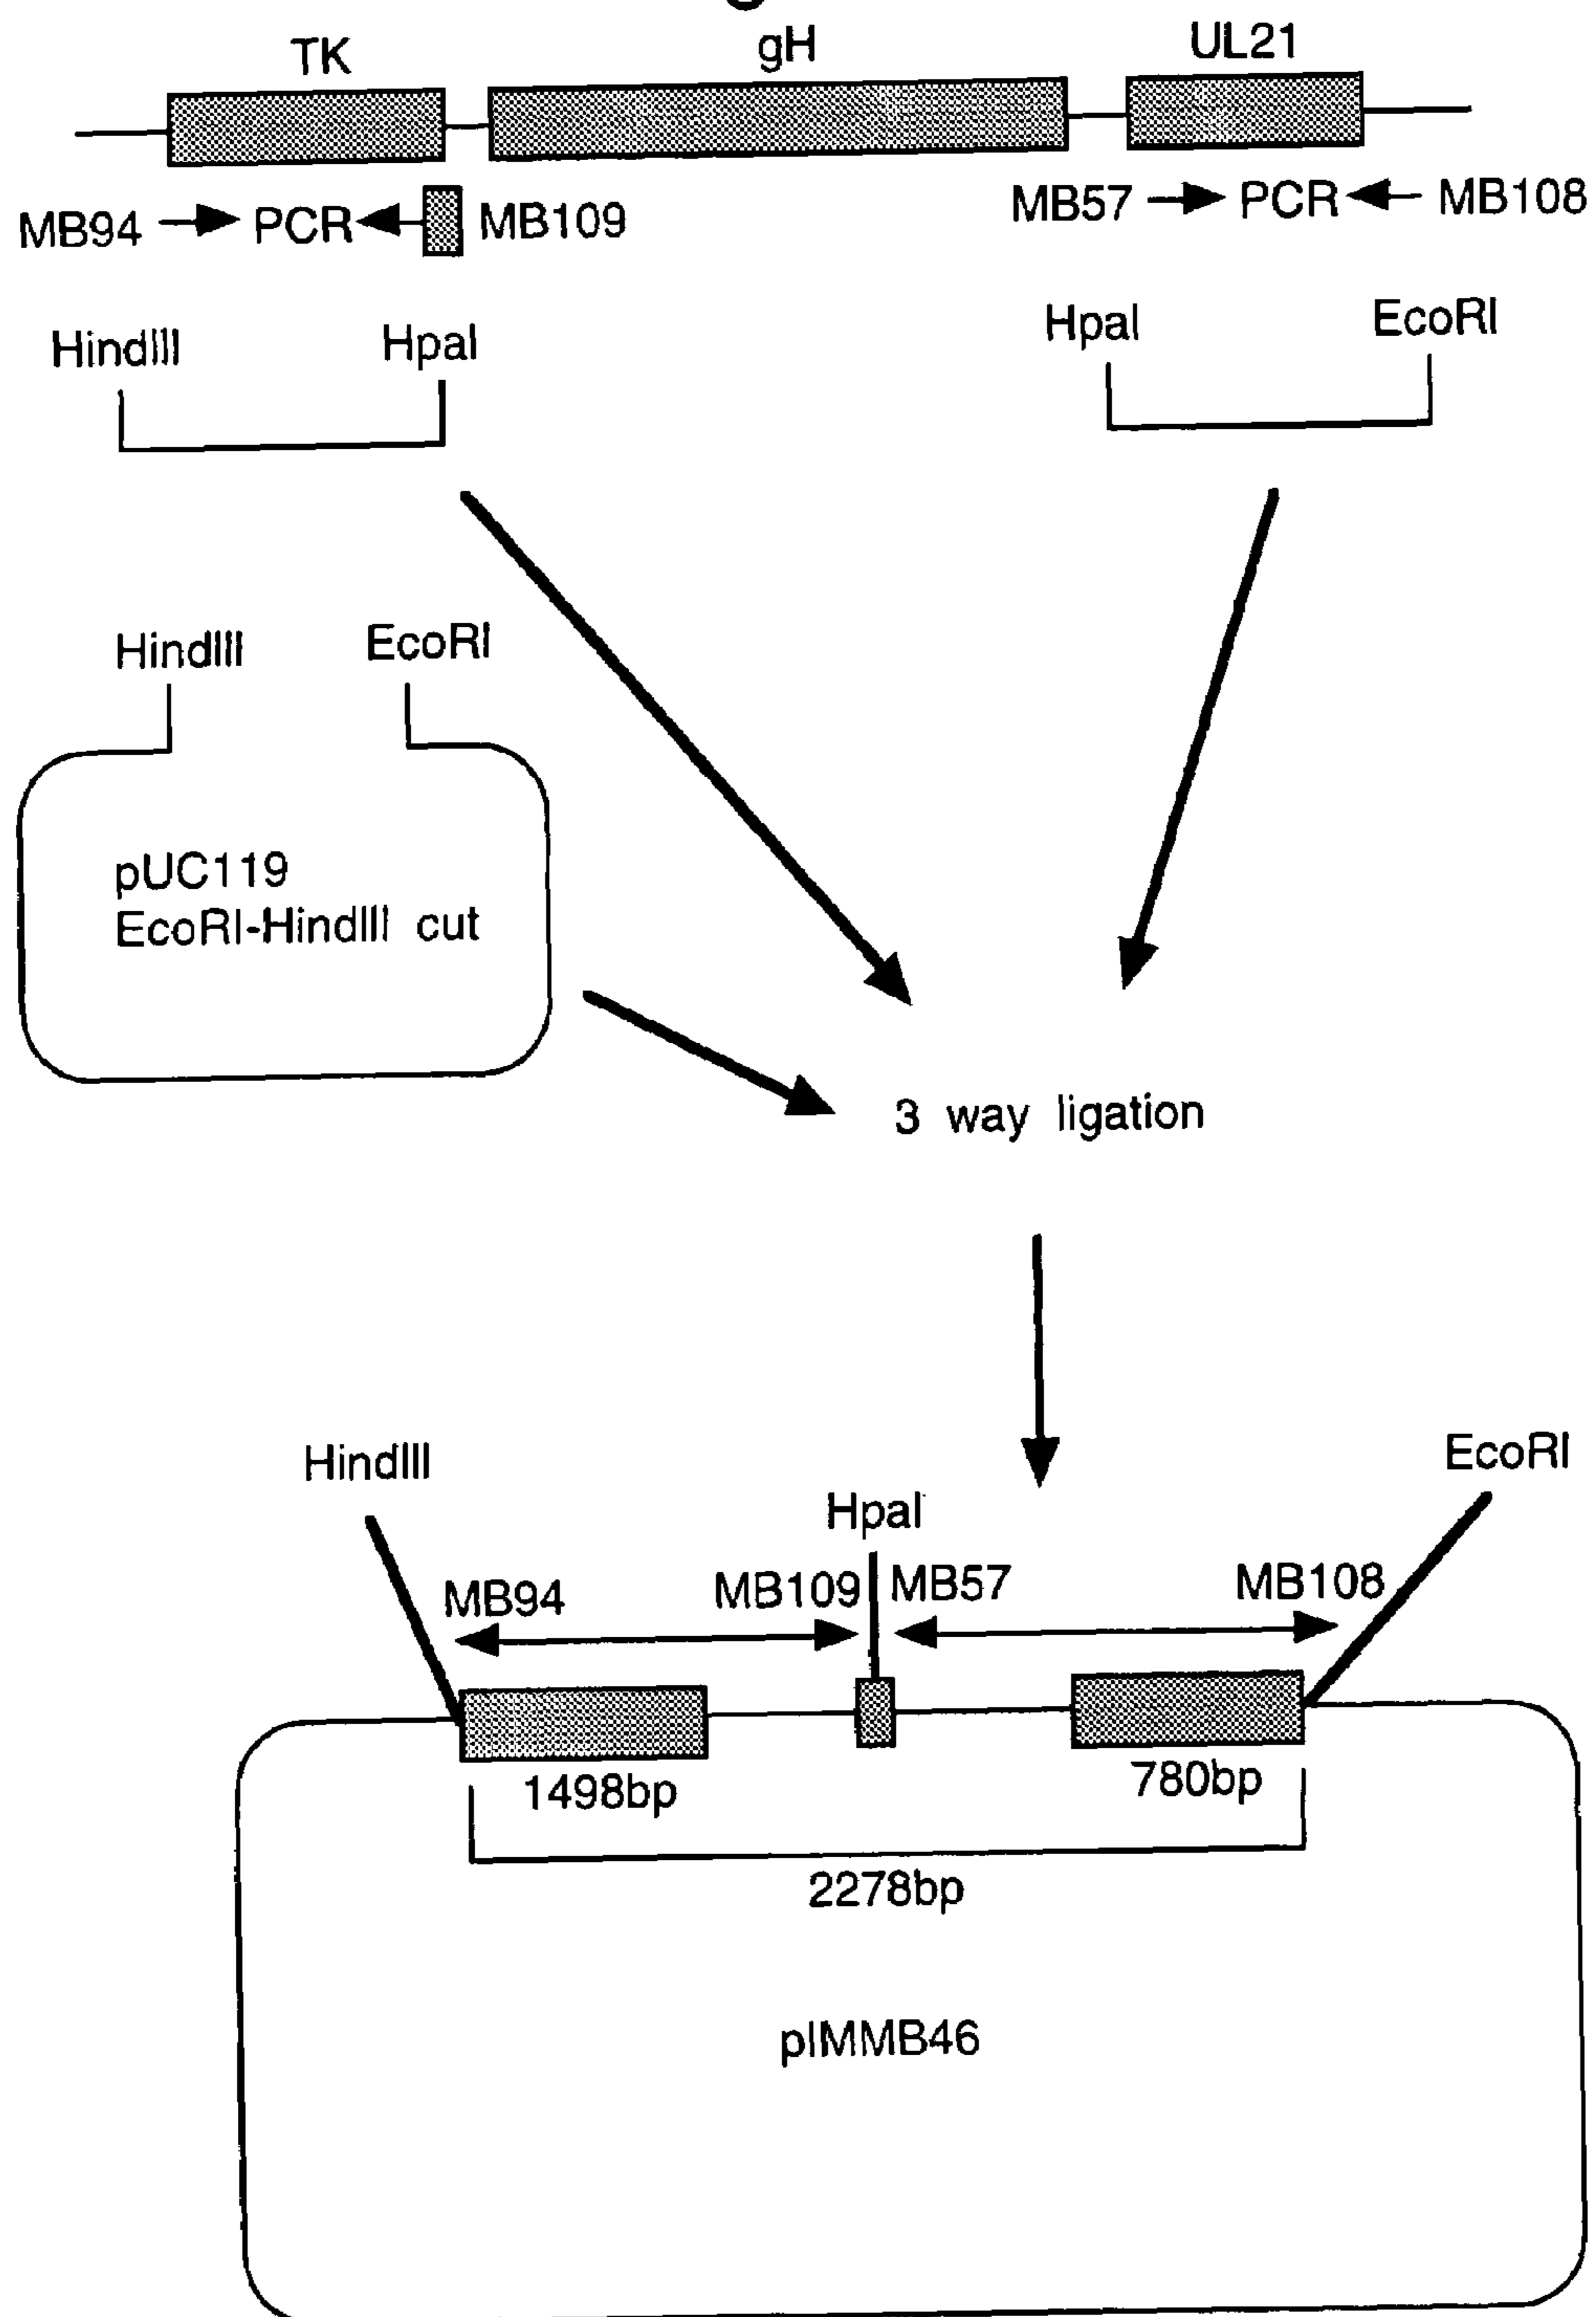 TK gH UL21
MB94 PCR MB109 MB57 PCR MB108
HindIII HpaI HpaI EcoRI
HindIII EcoRI
pUC119
EcoRI-HindIII cut
3 way ligation
HindIII EcoRI
HpaI
MB94 MB109 MB57 MB108
1498bp 780bp
2278bp
pIMMB46